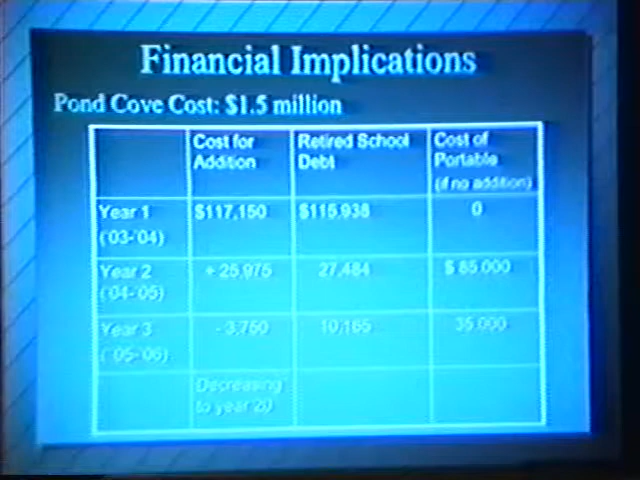 Financial Implications
Pond Cove Cost: $1.5 million
Cost for Addition | Retired School Debt | Cost of Portable (if no addition)
Year 1 ('03-'04) | $117,150 | $115,938 | 0
Year 2 ('04-'05) | + 25,975 | 27,484 | $ 85,000
Year 3 ('05-'06) | - 3,750 | 10,165 | 35,000
Decreasing to year 20